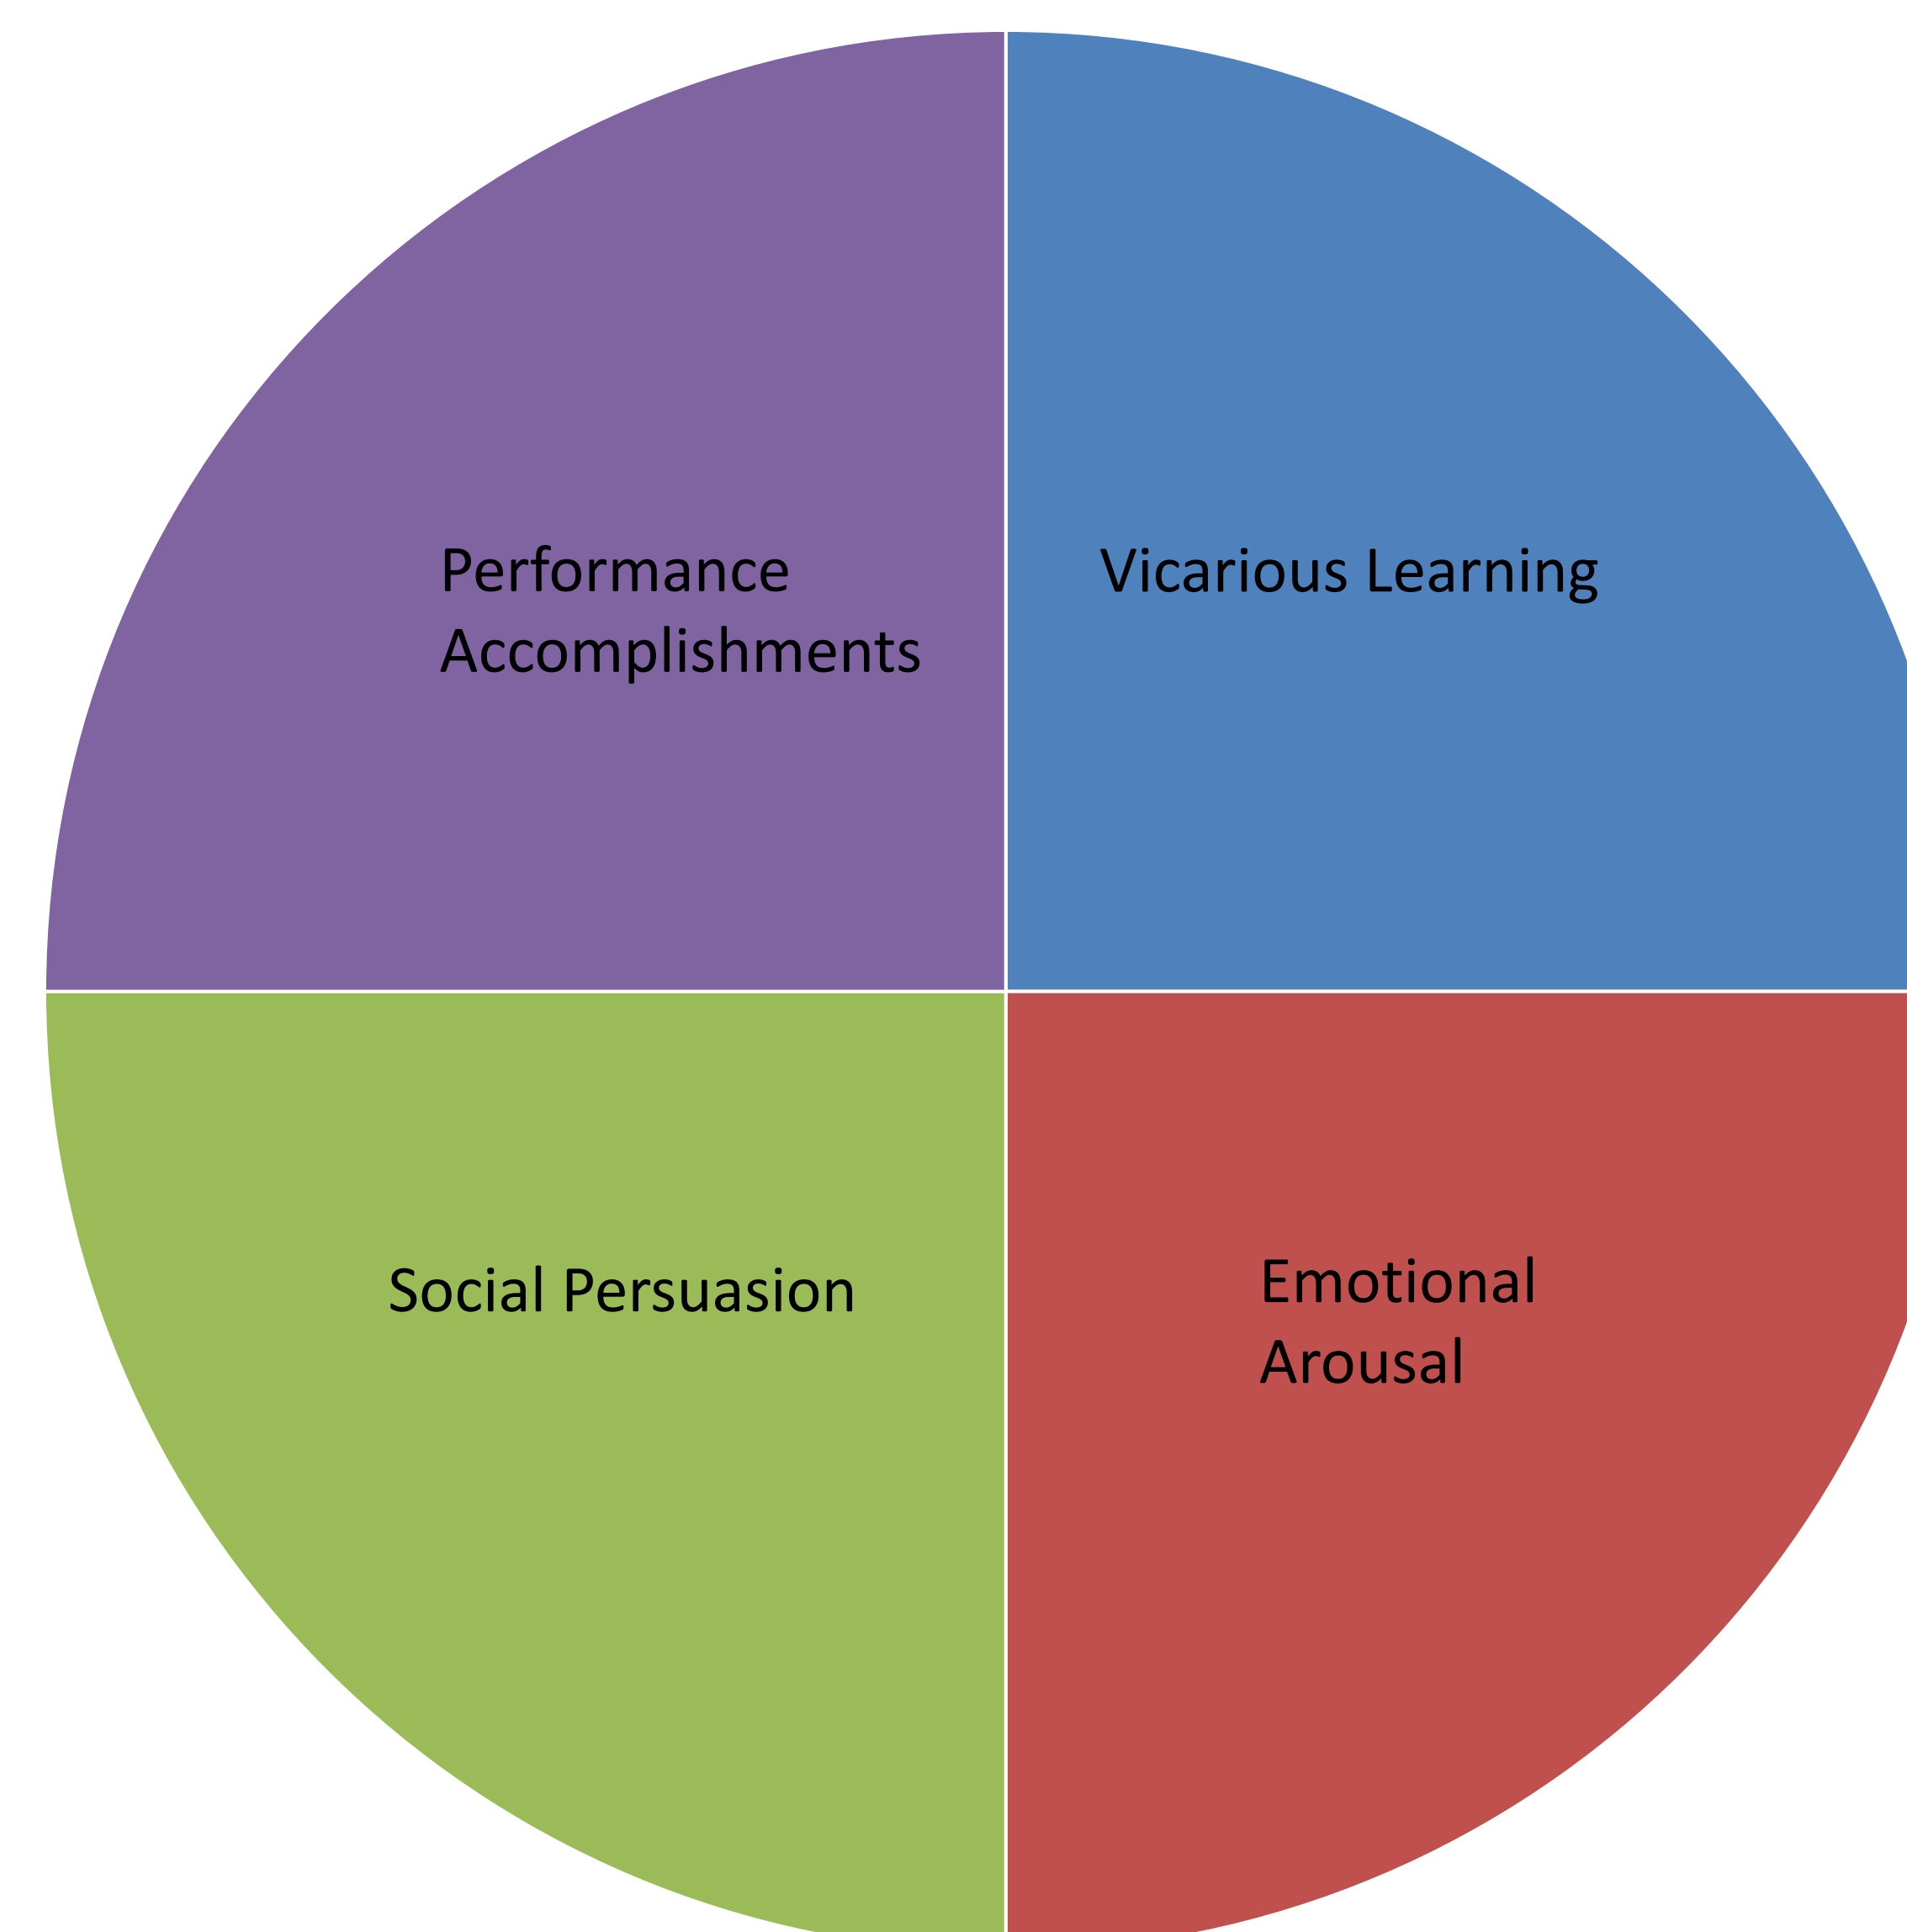 Performance
Accomplishments
Vicarious Learning
Social Persuasion
Emotional
Arousal